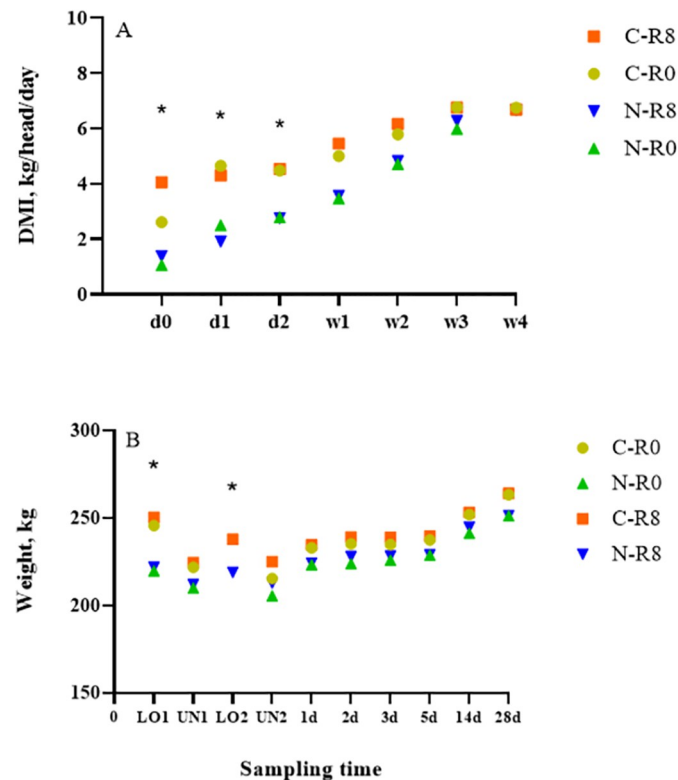 10
A
8
6
4
2
0
DMI, kg/head/day
* * *
d0 d1 d2 w1 w2 w3 w4
C-R8
C-R0
N-R8
N-R0
300
B
250
200
150
Weight, kg
* *
0 LO1 UN1 LO2 UN2 1d 2d 3d 5d 14d 28d
Sampling time
C-R0
N-R0
C-R8
N-R8